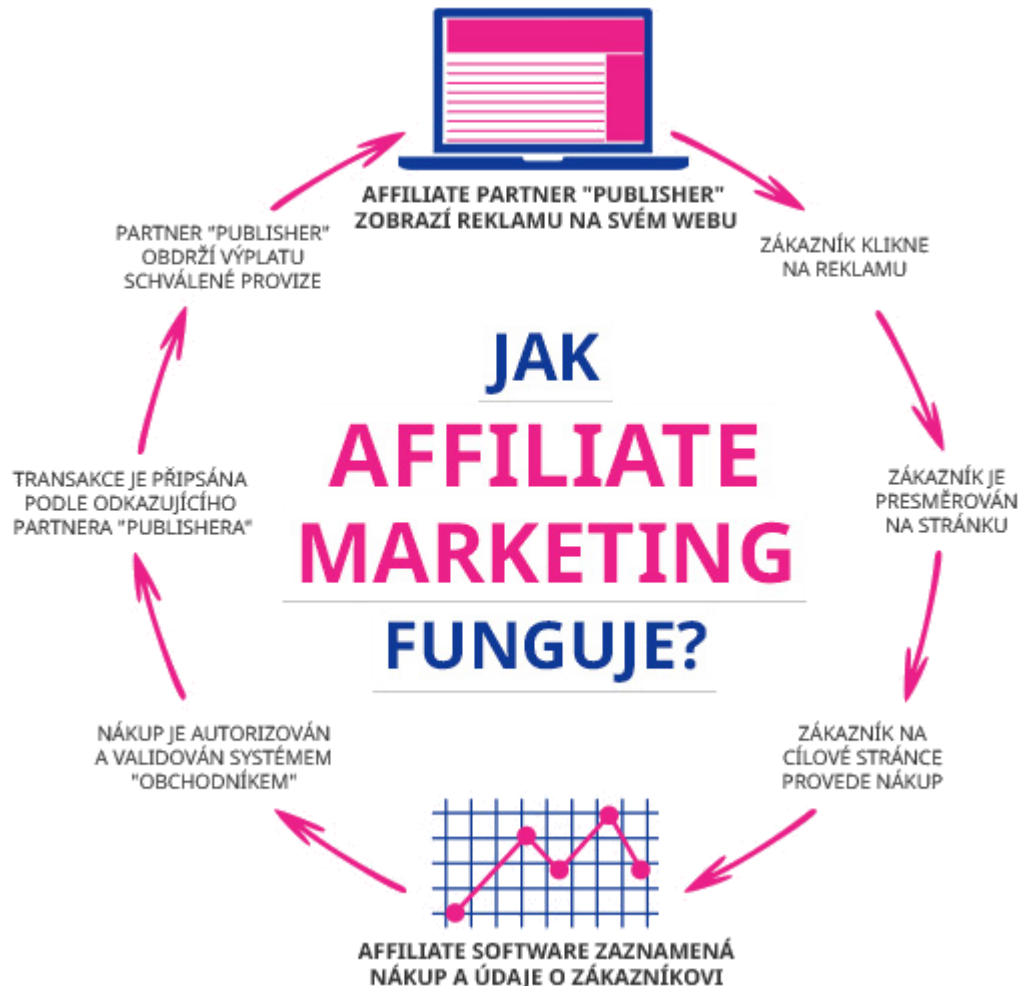 AFFILIATE PARTNER "PUBLISHER"
ZOBRAZÍ REKLAMU NA SVÉM WEBU
ZÁKAZNÍK KLIKNE
NA REKLAMU
ZÁKAZNÍK JE
PRESMĚROVÁN
NA STRÁNKU
ZÁKAZNÍK NA
CÍLOVÉ STRÁNCE
PROVEDE NÁKUP
AFFILIATE SOFTWARE ZAZNAMENÁ
NÁKUP A ÚDAJE O ZÁKAZNÍKOVI
NÁKUP JE AUTORIZOVÁN
A VALIDOVÁN SYSTÉMEM
"OBCHODNÍKEM"
TRANSAKCE JE PŘIPSÁNA
PODLE ODKAZUJÍCÍHO
PARTNERA "PUBLISHERA"
PARTNER "PUBLISHER"
OBDRŽÍ VÝPLATU
SCHVÁLENÉ PROVIZE
JAK
AFFILIATE
MARKETING
FUNGUJE?